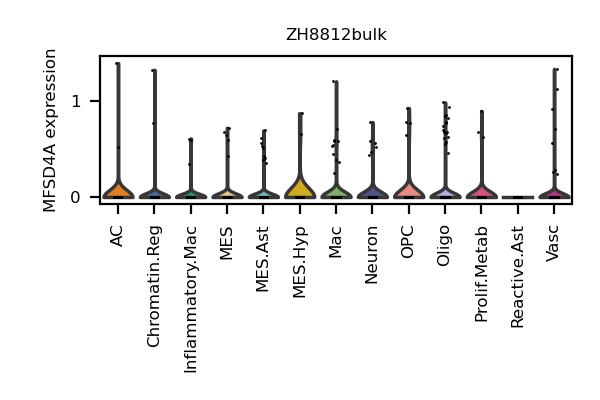 ZH8812bulk
MFSD4A expression
1
0
AC
Chromatin.Reg
Inflammatory.Mac
MES
MES.Ast
MES.Hyp
Mac
Neuron
OPC
Oligo
Prolif.Metab
Reactive.Ast
Vasc